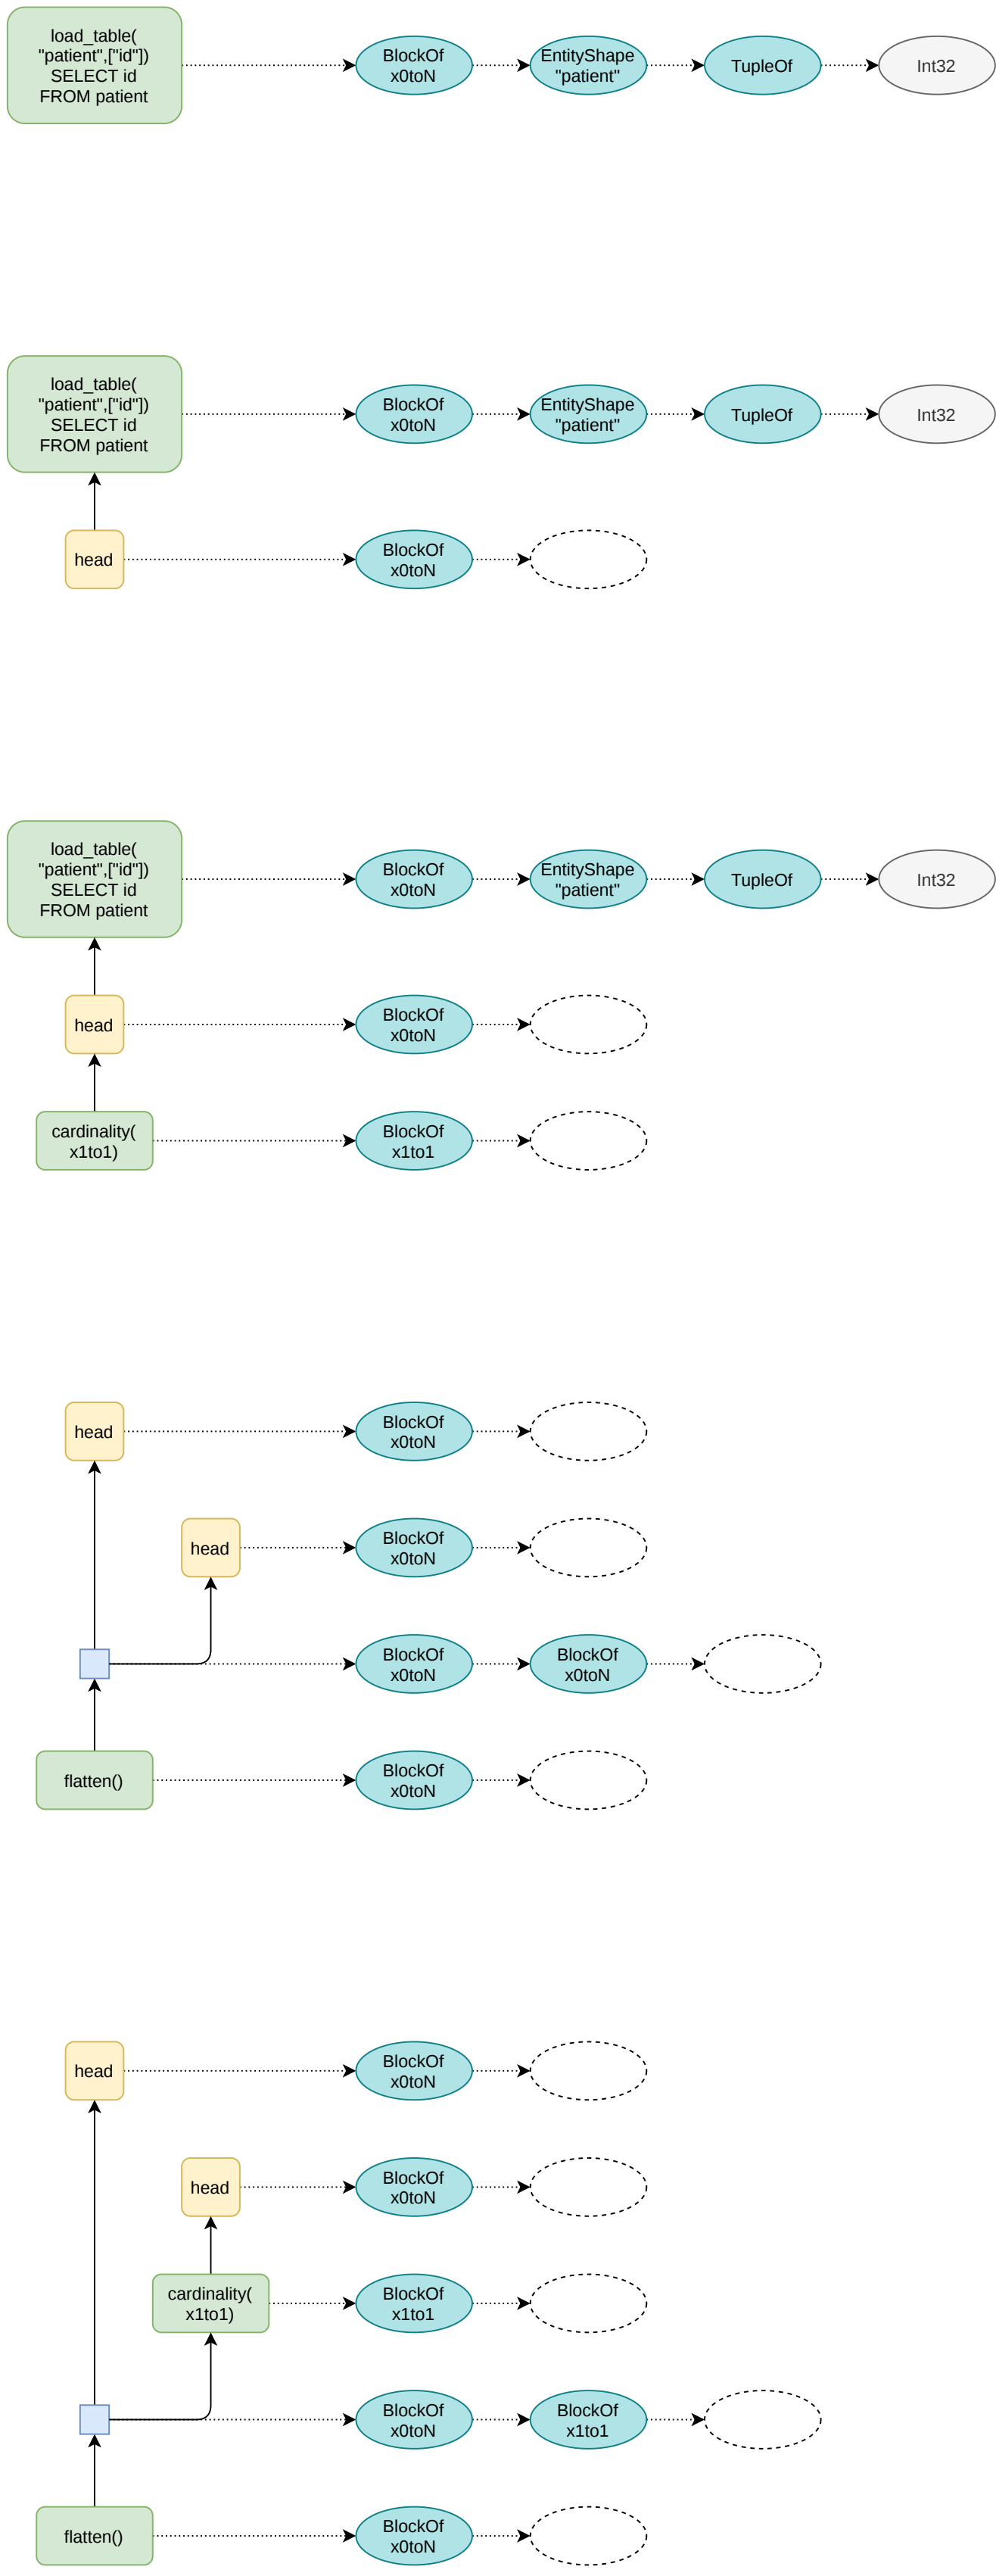 load_table(
"patient",["id"])
SELECT id
FROM patient
BlockOf
x0toN
EntityShape
"patient"
TupleOf
Int32
load_table(
"patient",["id"])
SELECT id
FROM patient
BlockOf
x0toN
EntityShape
"patient"
TupleOf
Int32
head
BlockOf
x0toN
load_table(
"patient",["id"])
SELECT id
FROM patient
BlockOf
x0toN
EntityShape
"patient"
TupleOf
Int32
head
BlockOf
x0toN
cardinality(
x1to1)
BlockOf
x1to1
head
BlockOf
x0toN
head
BlockOf
x0toN
BlockOf
x0toN
BlockOf
x0toN
flatten()
BlockOf
x0toN
head
BlockOf
x0toN
head
BlockOf
x0toN
cardinality(
x1to1)
BlockOf
x1to1
BlockOf
x0toN
BlockOf
x1to1
flatten()
BlockOf
x0toN